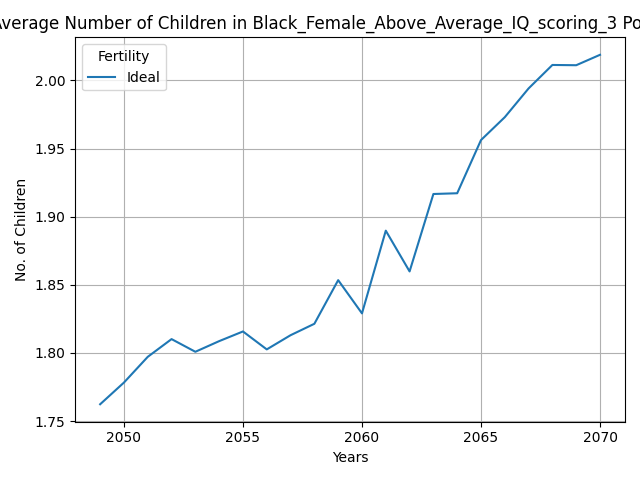 Average Number of Children in Black_Female_Above_Average_IQ_scoring_3 Po
Fertility
Ideal
2.00
1.95
1.90
1.85
1.80
1.75
No. of Children
2050 2055 2060 2065 2070
Years